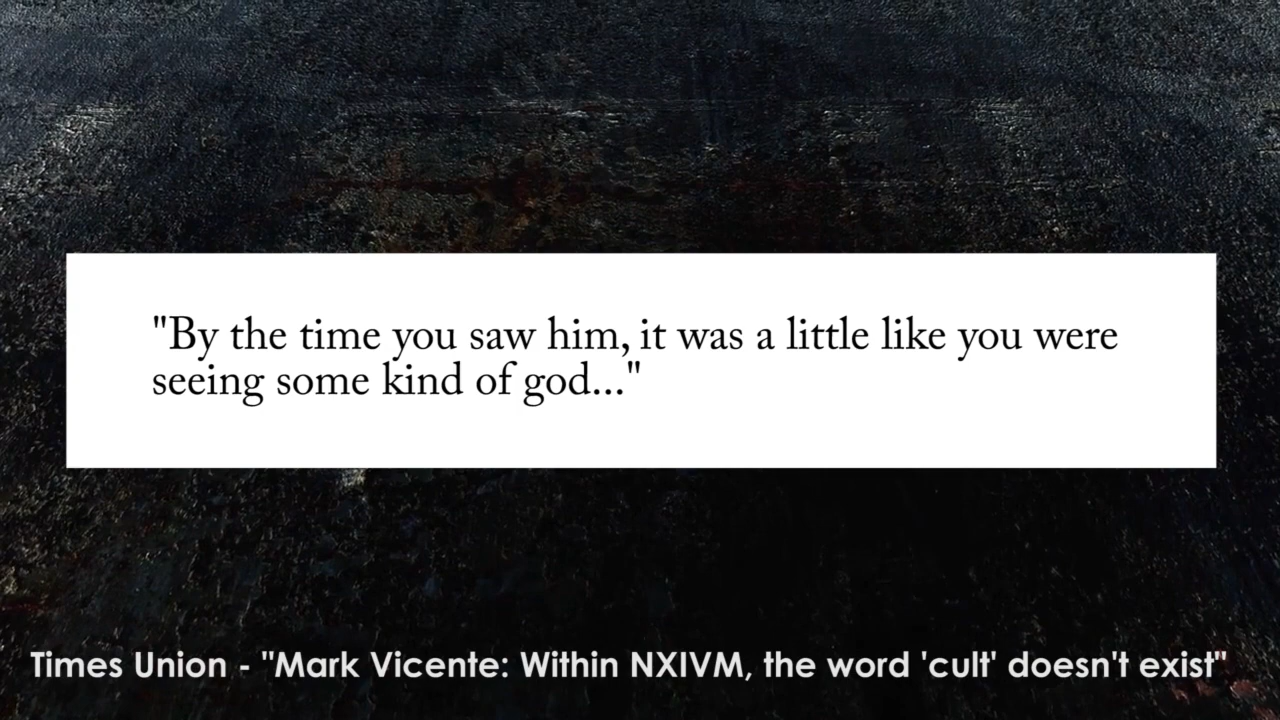 "By the time you saw him, it was a little like you were
seeing some kind of god..."
Times Union - "Mark Vicente: Within NXIVM, the word 'cult' doesn't exist"